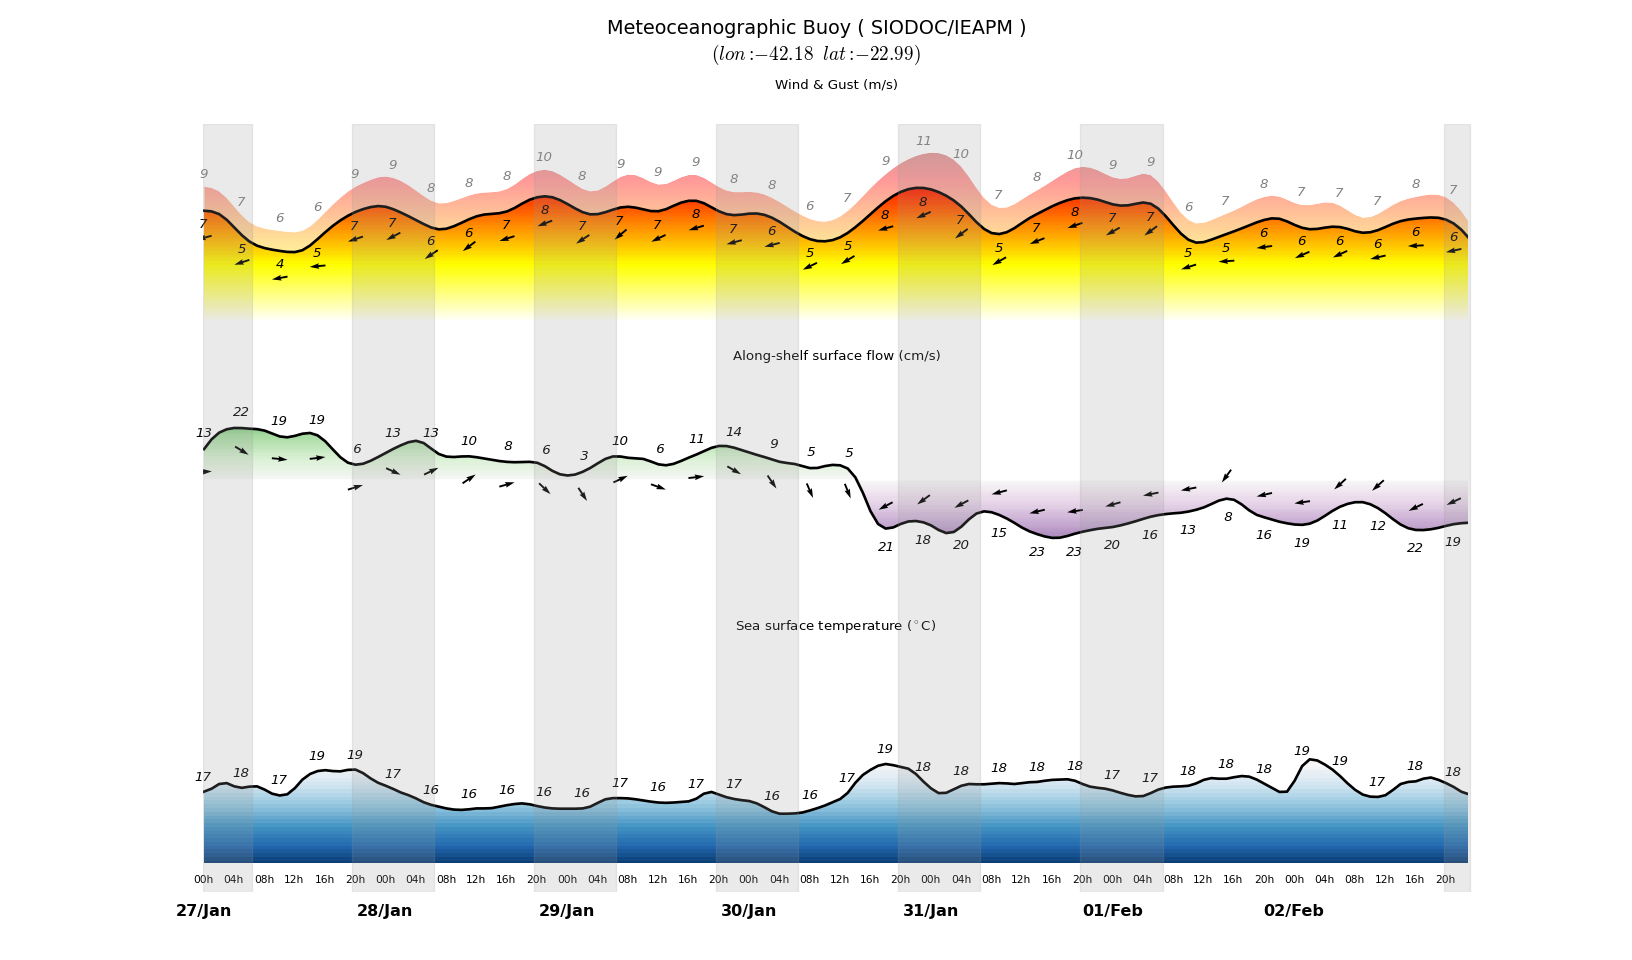 Meteoceanographic Buoy ( SIODOC/IEAPM )
(lon:−42.18 lat:−22.99)
Wind & Gust (m/s)
9 7 6 6 9 9 8 8 8 10 8 9 9 9 8 8 6 7 9 11 10 7 8 10 9 9 6 7 8 7 7 7 8 7
7 5 4 5 7 7 6 6 7 8 7 7 7 8 7 6 5 5 8 8 7 5 7 8 7 7 5 5 6 6 6 6 6 6
Along-shelf surface flow (cm/s)
13 22 19 19 6 13 13 10 8 6 3 10 6 11 14 9 5 5
21 18 20 15 23 23 20 16 13 8 16 19 11 12 22 19
Sea surface temperature (°C)
17 18 17 19 19 17 16 16 16 16 16 17 16 17 17 16 16 17 19 18 18 18 18 18 17 17 18 18 18 19 19 17 18 18
00h 04h 08h 12h 16h 20h 00h 04h 08h 12h 16h 20h 00h 04h 08h 12h 16h 20h 00h 04h 08h 12h 16h 20h 00h 04h 08h 12h 16h 20h 00h 04h 08h 12h 16h 20h 00h 04h 08h 12h 16h 20h
27/Jan 28/Jan 29/Jan 30/Jan 31/Jan 01/Feb 02/Feb